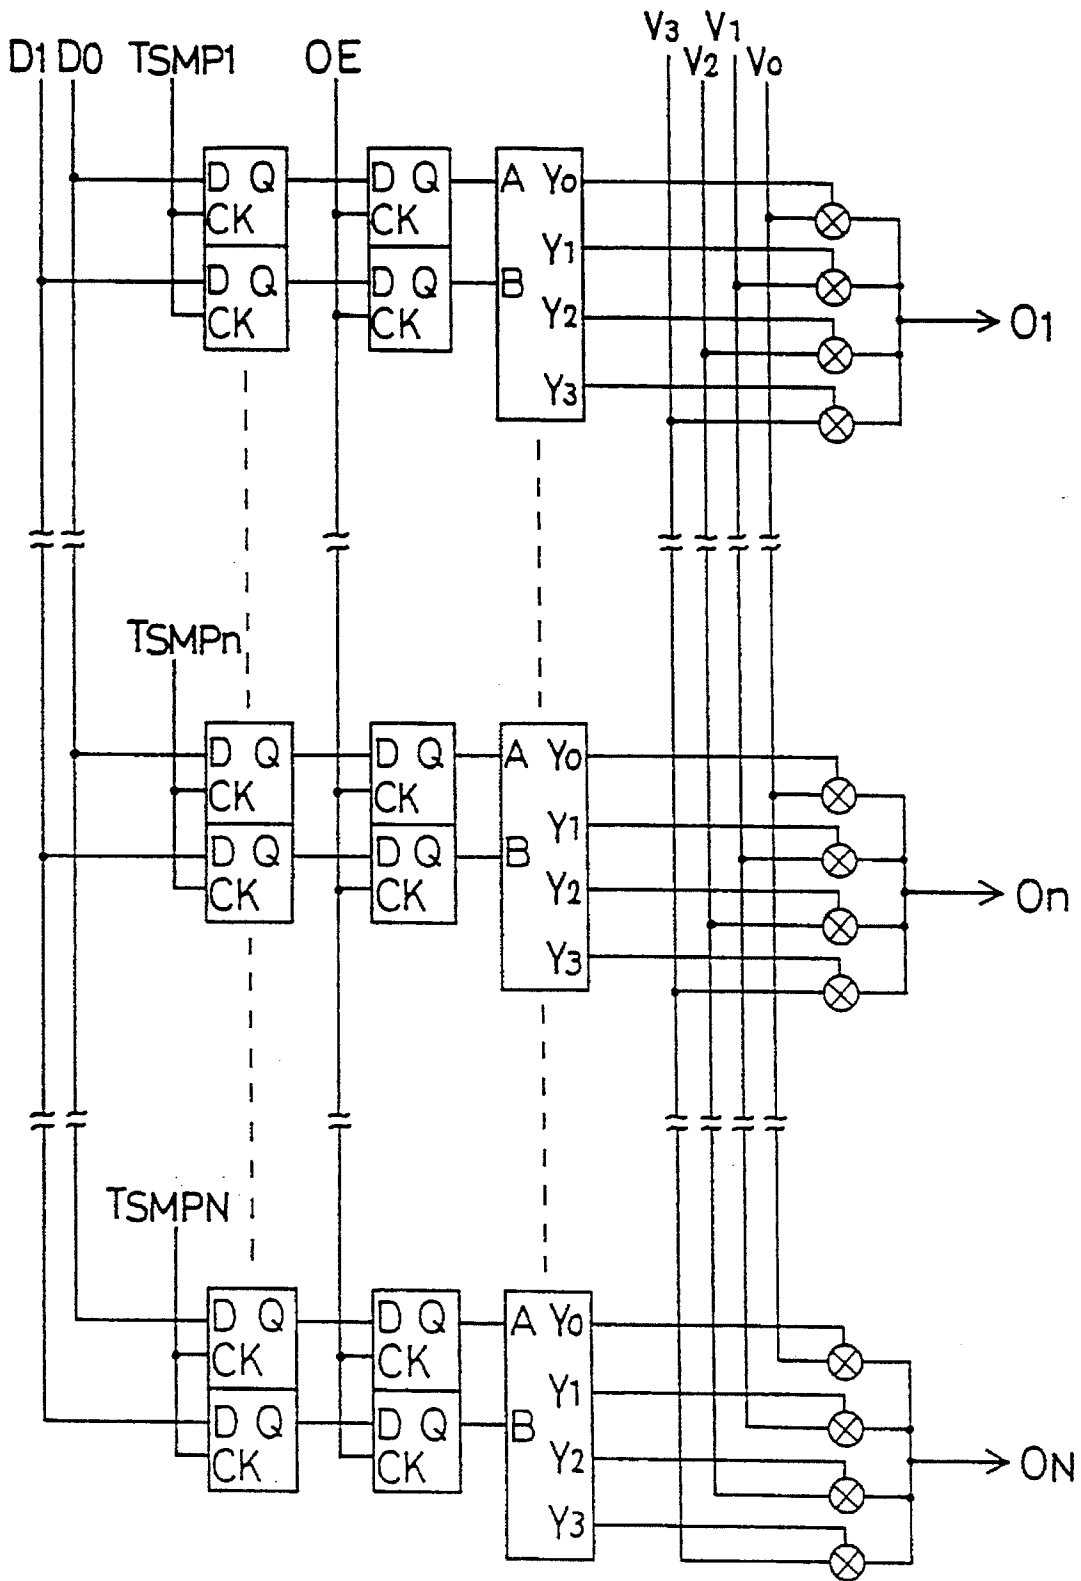 V3 V1
D1 D0 TSMP1 OE V2 V0
D Q D Q A Y0
CK CK
Y1
D Q D Q B
CK CK Y2
O1
Y3
TSMPn
D Q D Q A Y0
CK CK
Y1
D Q D Q B
CK CK Y2
On
Y3
TSMPN
D Q D Q A Y0
CK CK
Y1
D Q D Q B
CK CK Y2
ON
Y3